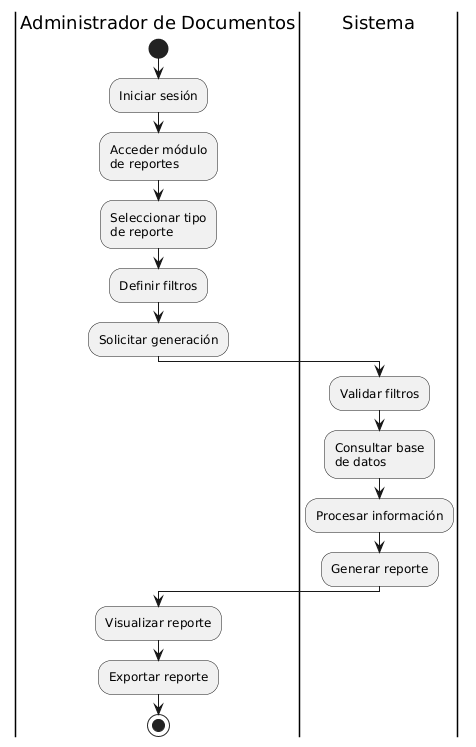 Administrador de Documentos
Sistema
Iniciar sesión
Acceder módulo
de reportes
Seleccionar tipo
de reporte
Definir filtros
Solicitar generación
Validar filtros
Consultar base
de datos
Procesar información
Generar reporte
Visualizar reporte
Exportar reporte